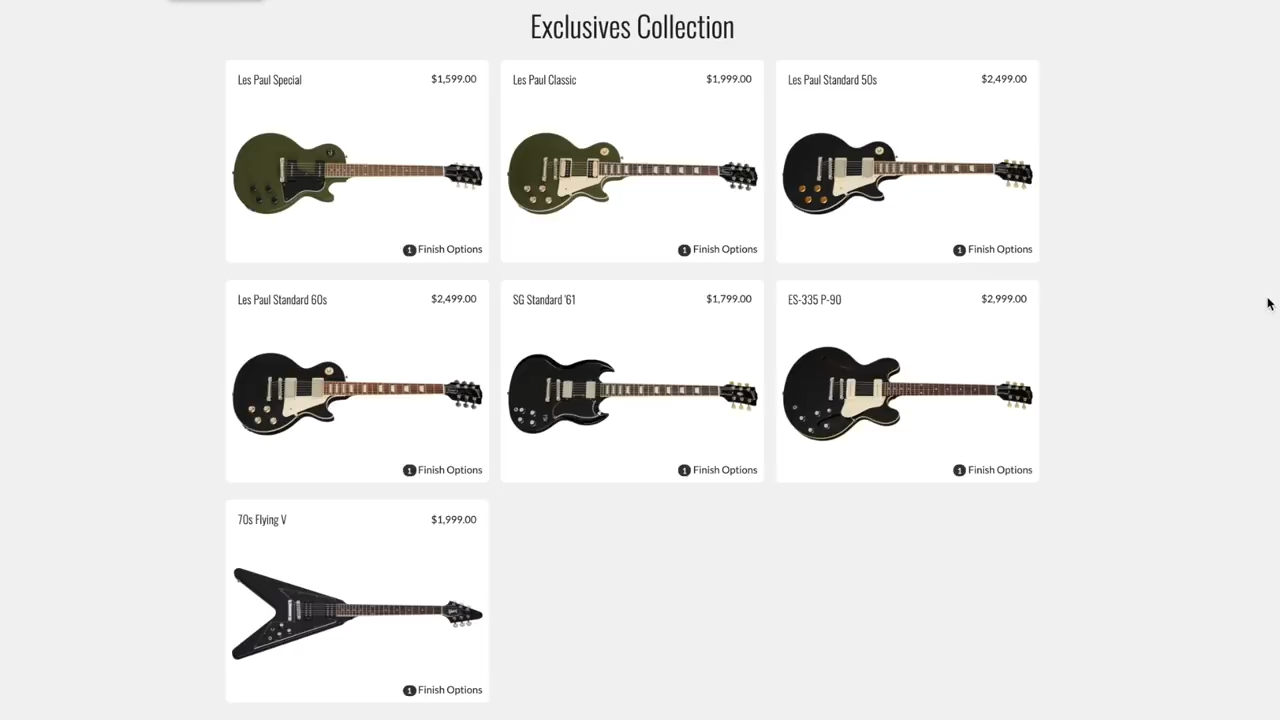 Exclusives Collection
Les Paul Special $1,599.00
1 Finish Options
Les Paul Classic $1,999.00
1 Finish Options
Les Paul Standard 50s $2,499.00
1 Finish Options
Les Paul Standard 60s $2,499.00
1 Finish Options
SG Standard '61 $1,799.00
1 Finish Options
ES-335 P-90 $2,999.00
1 Finish Options
70s Flying V $1,999.00
1 Finish Options